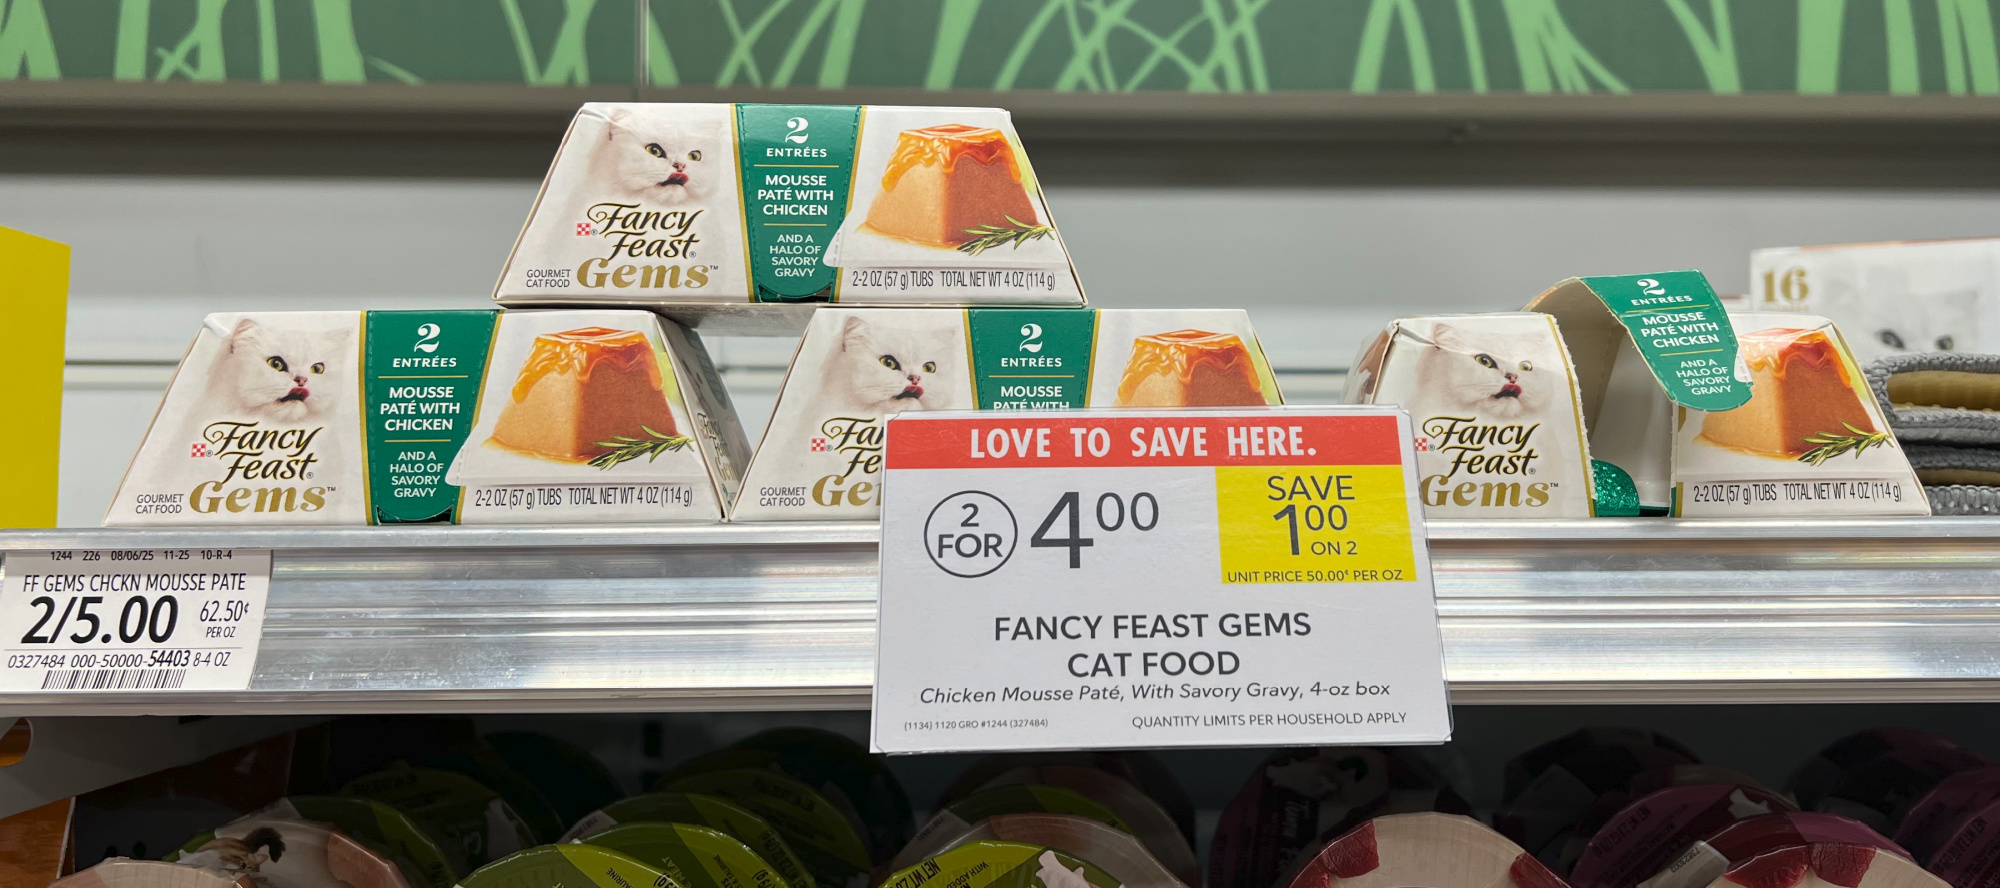 2
ENTRÉES
MOUSSE
PATÉ WITH
CHICKEN
AND A
HALO OF
SAVORY
GRAVY
Fancy
Feast®
GOURMET
CAT FOOD
Gems™
2-2 OZ (57 g) TUBS TOTAL NET WT 4 OZ (114 g)
2
ENTRÉES
MOUSSE
PATÉ WITH
CHICKEN
AND A
HALO OF
SAVORY
GRAVY
Fancy
Feast®
GOURMET
CAT FOOD
Gems™
2-2 OZ (57 g) TUBS TOTAL NET WT 4 OZ (114 g)
2
ENTRÉES
MOUSSE
PATÉ WITH
Fan
Fe
GOURMET
CAT FOOD
Ge
2
ENTRÉES
MOUSSE
PATÉ WITH
CHICKEN
AND A
HALO OF
SAVORY
GRAVY
Fancy
Feast®
Gems™
2-2 OZ (57 g) TUBS TOTAL NET WT 4 OZ (114 g)
16
1244 226 08/06/25 11-25 10-R-4
FF GEMS CHCKN MOUSSE PATE
2/5.00 62.50¢
PER OZ
0327484 000-50000-54403 8-4 OZ
LOVE TO SAVE HERE.
2
FOR
4.00
SAVE
1.00
ON 2
UNIT PRICE 50.00¢ PER OZ
FANCY FEAST GEMS
CAT FOOD
Chicken Mousse Paté, With Savory Gravy, 4-oz box
(1134) 1120 GRO #1244 (327484)
QUANTITY LIMITS PER HOUSEHOLD APPLY